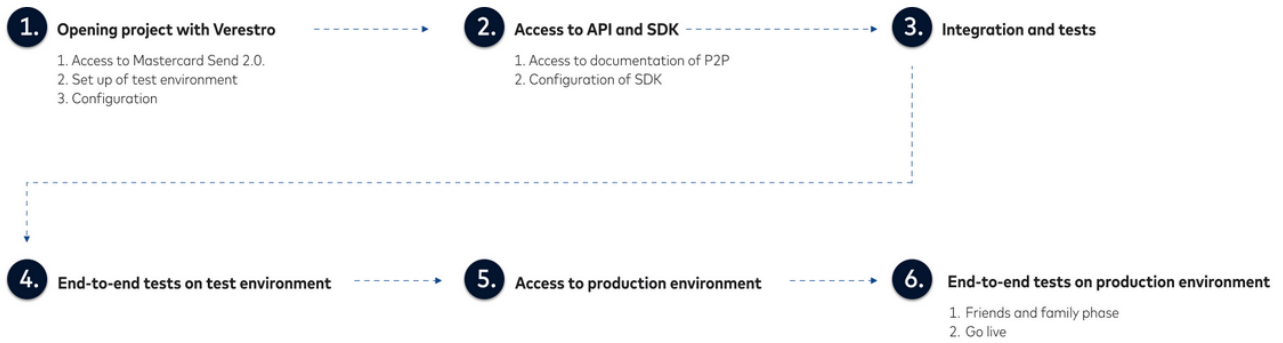 1. Opening project with Verestro
1. Access to Mastercard Send 2.0.
2. Set up of test environment
3. Configuration
2. Access to API and SDK
1. Access to documentation of P2P
2. Configuration of SDK
3. Integration and tests
4. End-to-end tests on test environment
5. Access to production environment
6. End-to-end tests on production environment
1. Friends and family phase
2. Go live